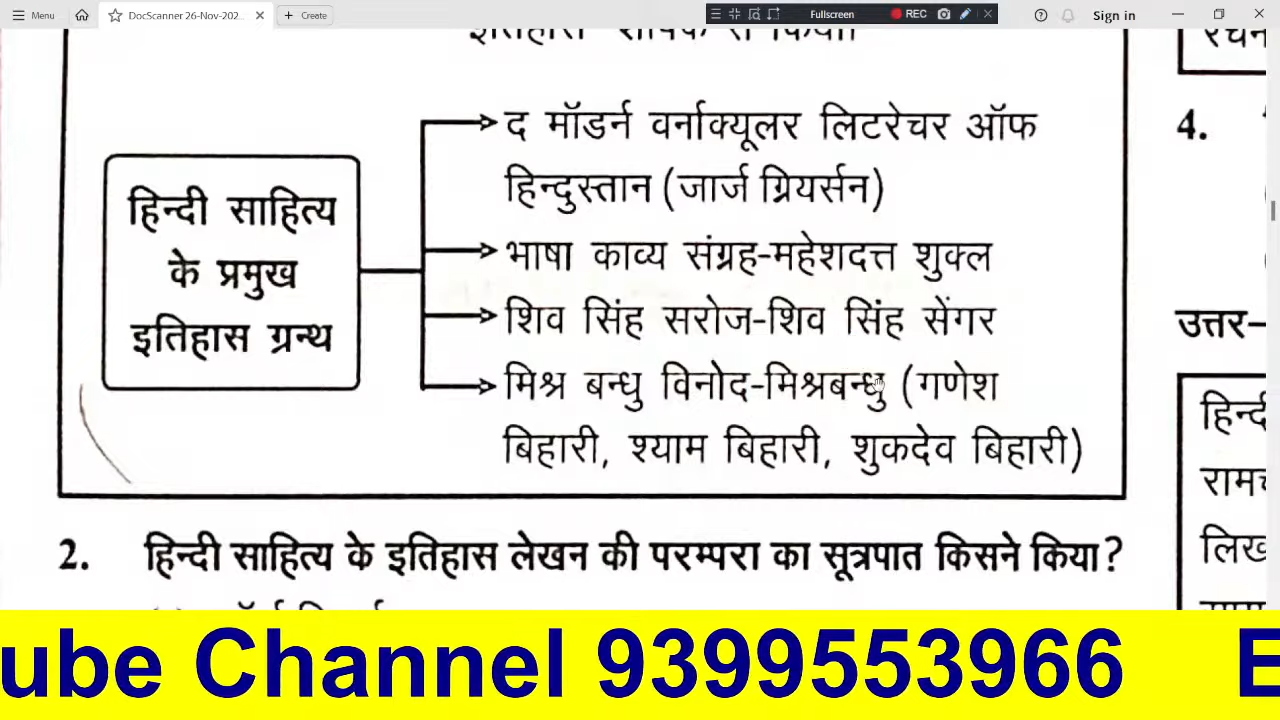 Menu
DocScanner 26-Nov-202...
Create
Fullscreen
REC
Sign in
4.
द मॉडर्न वर्नाक्यूलर लिटरेचर ऑफ
हिन्दुस्तान (जार्ज ग्रियर्सन)
हिन्दी साहित्य
के प्रमुख
इतिहास ग्रन्थ
भाषा काव्य संग्रह-महेशदत्त शुक्ल
शिव सिंह सरोज-शिव सिंह सेंगर
मिश्र बन्धु विनोद-मिश्रबन्धु (गणेश
बिहारी, श्याम बिहारी, शुकदेव बिहारी)
उत्तर–
2. हिन्दी साहित्य के इतिहास लेखन की परम्परा का सूत्रपात किसने किया?
ube Channel 9399553966 E